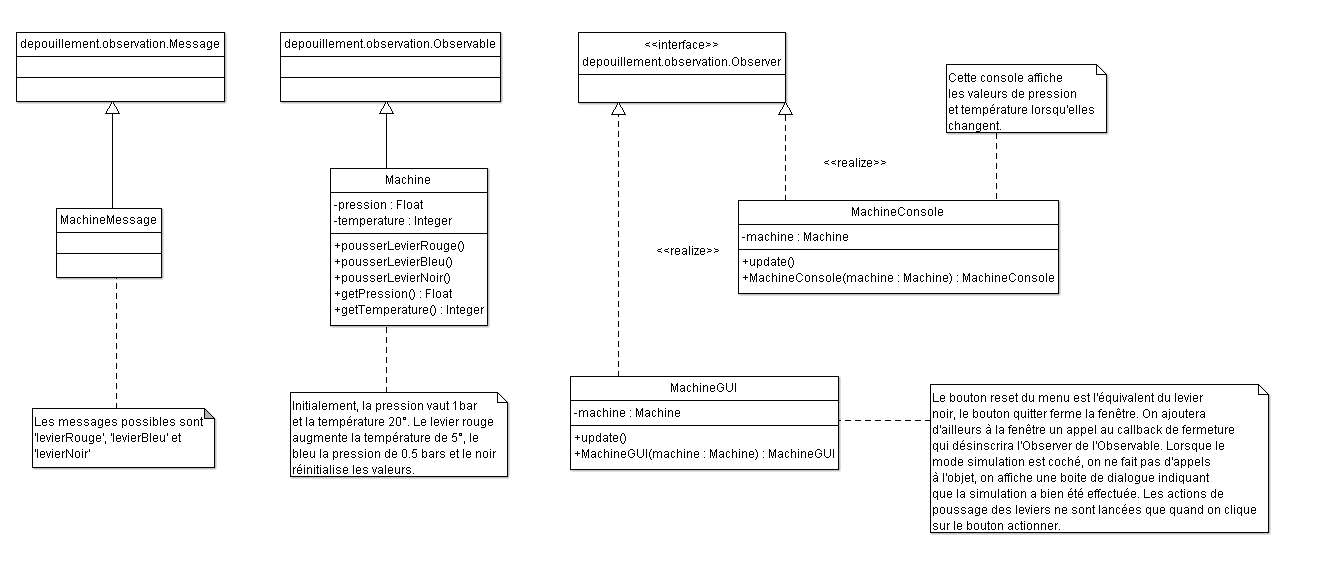 depouillement.observation.Message
MachineMessage
Les messages possibles sont
'levierRouge', 'levierBleu' et
'levierNoir'
depouillement.observation.Observable
Machine
-pression : Float
-temperature : Integer
+pousserLevierRouge()
+pousserLevierBleu()
+pousserLevierNoir()
+getPression() : Float
+getTemperature() : Integer
Initialement, la pression vaut 1bar
et la température 20°. Le levier rouge
augmente la température de 5°, le
bleu la pression de 0.5 bars et le noir
réinitialise les valeurs.
<<interface>>
depouillement.observation.Observer
Cette console affiche
les valeurs de pression
et température lorsqu'elles
changent.
<<realize>>
MachineConsole
-machine : Machine
+update()
+MachineConsole(machine : Machine) : MachineConsole
<<realize>>
MachineGUI
-machine : Machine
+update()
+MachineGUI(machine : Machine) : MachineGUI
Le bouton reset du menu est l'équivalent du levier
noir, le bouton quitter ferme la fenêtre. On ajoutera
d'ailleurs à la fenêtre un appel au callback de fermeture
qui désinscrira l'Observer de l'Observable. Lorsque le
mode simulation est coché, on ne fait pas d'appels
à l'objet, on affiche une boite de dialogue indiquant
que la simulation a bien été effectuée. Les actions de
poussage des leviers ne sont lancées que quand on clique
sur le bouton actionner.